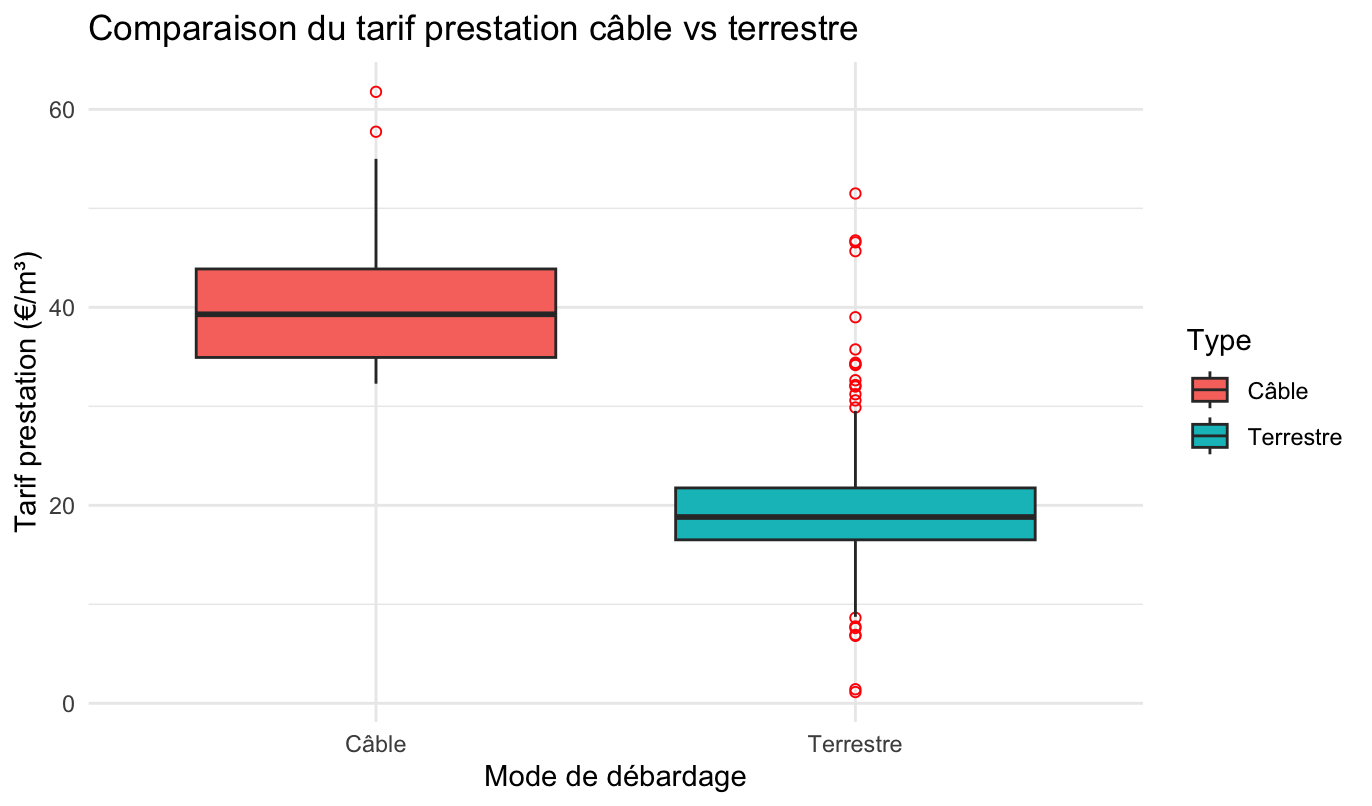 Comparaison du tarif prestation câble vs terrestre
Tarif prestation (€/m³)
60
40
20
0
Câble
Terrestre
Mode de débardage
Type
Câble
Terrestre